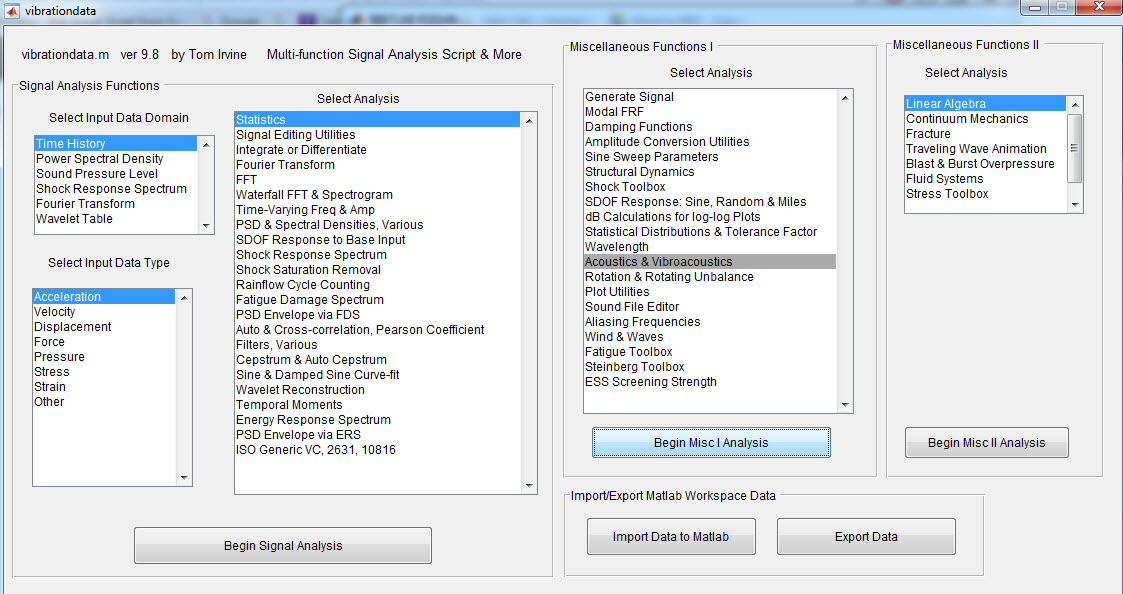 vibrationdata
vibrationdata.m ver 9.8 by Tom Irvine Multi-function Signal Analysis Script & More
Signal Analysis Functions
Select Input Data Domain
Time History
Power Spectral Density
Sound Pressure Level
Shock Response Spectrum
Fourier Transform
Wavelet Table
Select Input Data Type
Acceleration
Velocity
Displacement
Force
Pressure
Stress
Strain
Other
Select Analysis
Statistics
Signal Editing Utilities
Integrate or Differentiate
Fourier Transform
FFT
Waterfall FFT & Spectrogram
Time-Varying Freq & Amp
PSD & Spectral Densities, Various
SDOF Response to Base Input
Shock Response Spectrum
Shock Saturation Removal
Rainflow Cycle Counting
Fatigue Damage Spectrum
PSD Envelope via FDS
Auto & Cross-correlation, Pearson Coefficient
Filters, Various
Cepstrum & Auto Cepstrum
Sine & Damped Sine Curve-fit
Wavelet Reconstruction
Temporal Moments
Energy Response Spectrum
PSD Envelope via ERS
ISO Generic VC, 2631, 10816
Begin Signal Analysis
Miscellaneous Functions I
Select Analysis
Generate Signal
Modal FRF
Damping Functions
Amplitude Conversion Utilities
Sine Sweep Parameters
Structural Dynamics
Shock Toolbox
SDOF Response: Sine, Random & Miles
dB Calculations for log-log Plots
Statistical Distributions & Tolerance Factor
Wavelength
Acoustics & Vibroacoustics
Rotation & Rotating Unbalance
Plot Utilities
Sound File Editor
Aliasing Frequencies
Wind & Waves
Fatigue Toolbox
Steinberg Toolbox
ESS Screening Strength
Begin Misc I Analysis
Miscellaneous Functions II
Select Analysis
Linear Algebra
Continuum Mechanics
Fracture
Traveling Wave Animation
Blast & Burst Overpressure
Fluid Systems
Stress Toolbox
Begin Misc II Analysis
Import/Export Matlab Workspace Data
Import Data to Matlab
Export Data